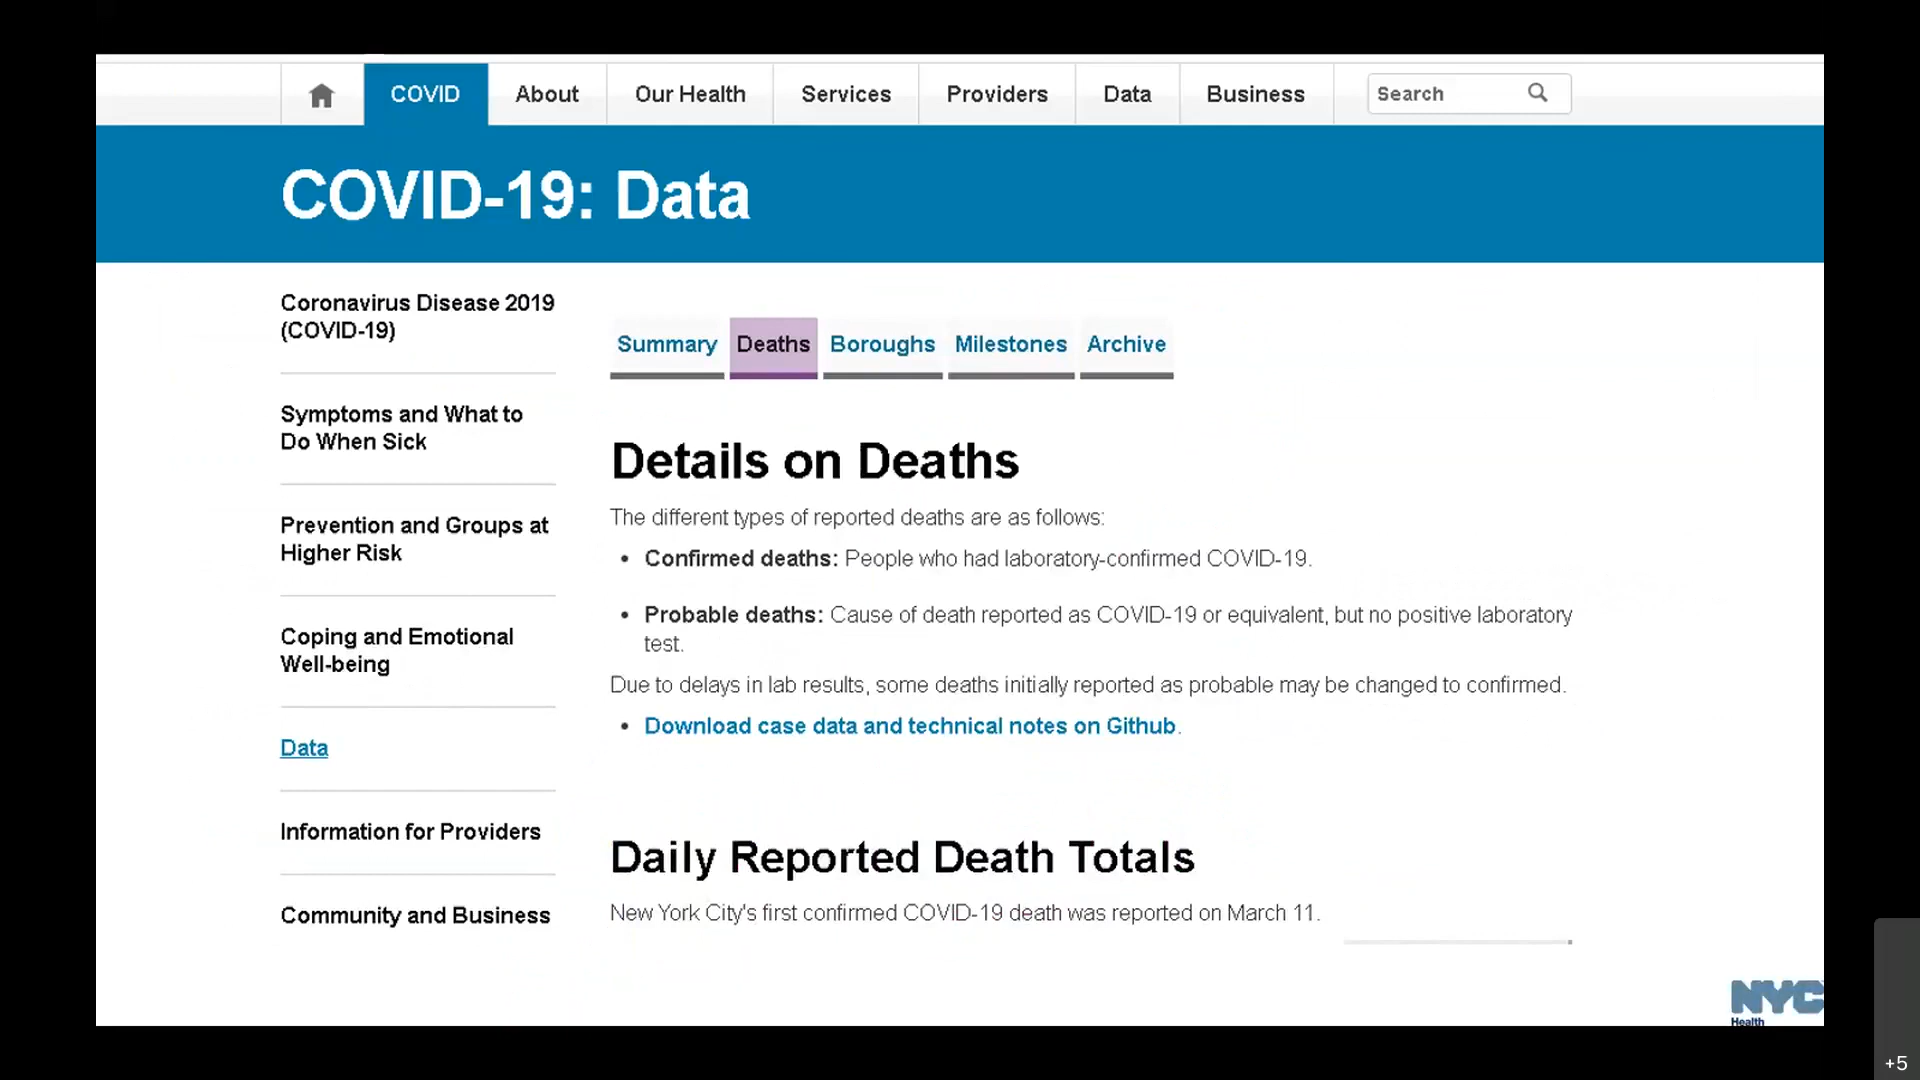 COVID
About
Our Health
Services
Providers
Data
Business
Search
COVID-19: Data
Coronavirus Disease 2019
(COVID-19)
Symptoms and What to
Do When Sick
Prevention and Groups at
Higher Risk
Coping and Emotional
Well-being
Data
Information for Providers
Community and Business
Summary
Deaths
Boroughs
Milestones
Archive
Details on Deaths
The different types of reported deaths are as follows:
• Confirmed deaths: People who had laboratory-confirmed COVID-19.
• Probable deaths: Cause of death reported as COVID-19 or equivalent, but no positive laboratory
test.
Due to delays in lab results, some deaths initially reported as probable may be changed to confirmed.
• Download case data and technical notes on Github.
Daily Reported Death Totals
New York City's first confirmed COVID-19 death was reported on March 11.
NYC
Health
+5